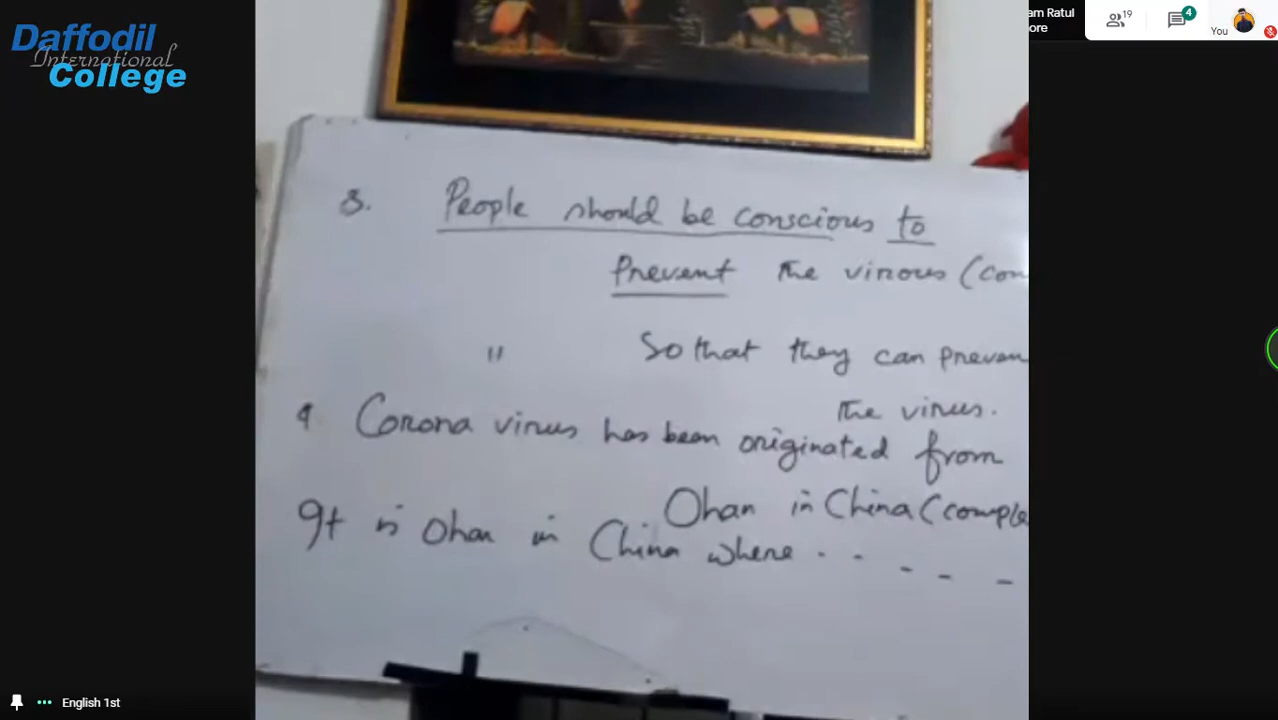 Daffodil
International
College
am Ratul
ore
19
4
You
3. People should be conscious to
Prevent the virous (com
" So that they can preven
the virus.
4 Corona virus has been originated from
Ohan in China (comple
It is Ohan in China where . - - - -
English 1st